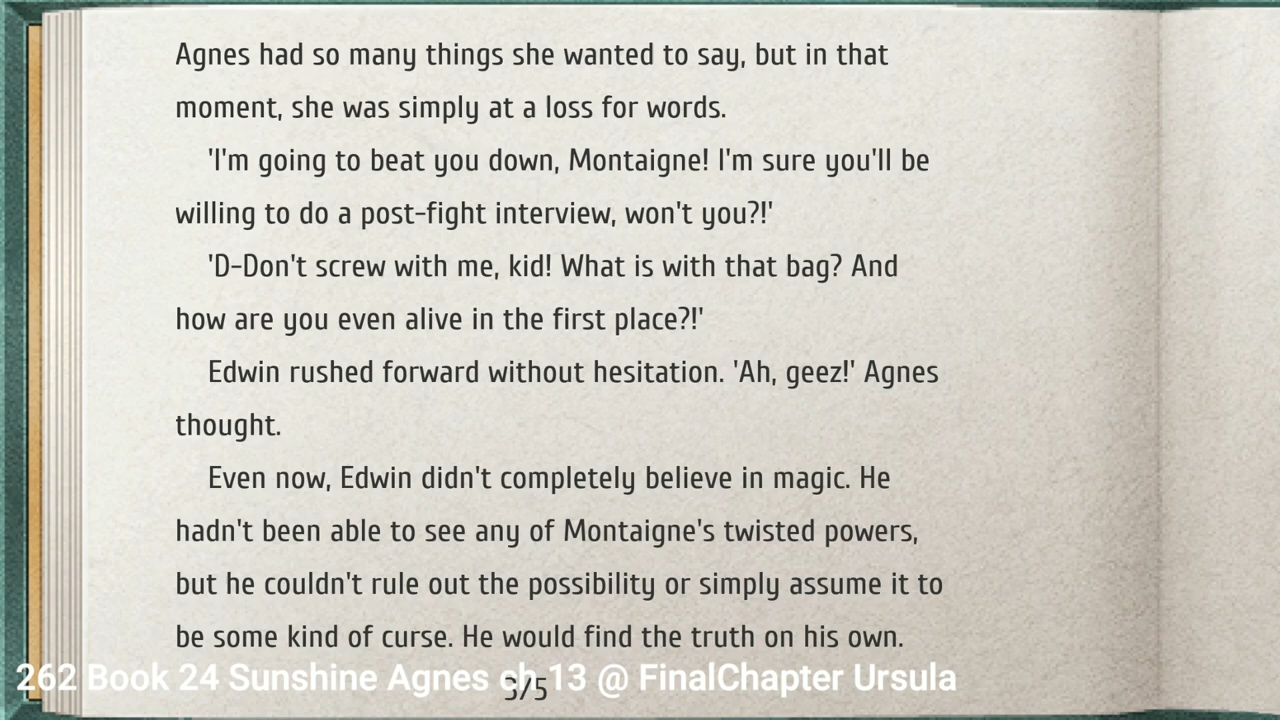 Agnes had so many things she wanted to say, but in that
moment, she was simply at a loss for words.
'I'm going to beat you down, Montaigne! I'm sure you'll be
willing to do a post-fight interview, won't you?!'
'D-Don't screw with me, kid! What is with that bag? And
how are you even alive in the first place?!'
Edwin rushed forward without hesitation. 'Ah, geez!' Agnes
thought.
Even now, Edwin didn't completely believe in magic. He
hadn't been able to see any of Montaigne's twisted powers,
but he couldn't rule out the possibility or simply assume it to
be some kind of curse. He would find the truth on his own.
262 Book 24 Sunshine Agnes ch 13 @ FinalChapter Ursula
3/5